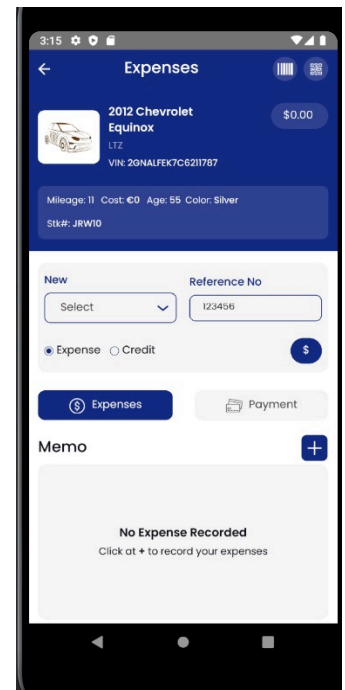 3:15
Expenses
2012 Chevrolet
Equinox
$0.00
LTZ
VIN: 2GNALFEK7C6211787
Mileage: 11 Cost: €0 Age: 55 Color: Silver
Stk#: JRW10
New
Reference No
Select
123456
Expense
Credit
$
Expenses
Payment
Memo
+
No Expense Recorded
Click at + to record your expenses